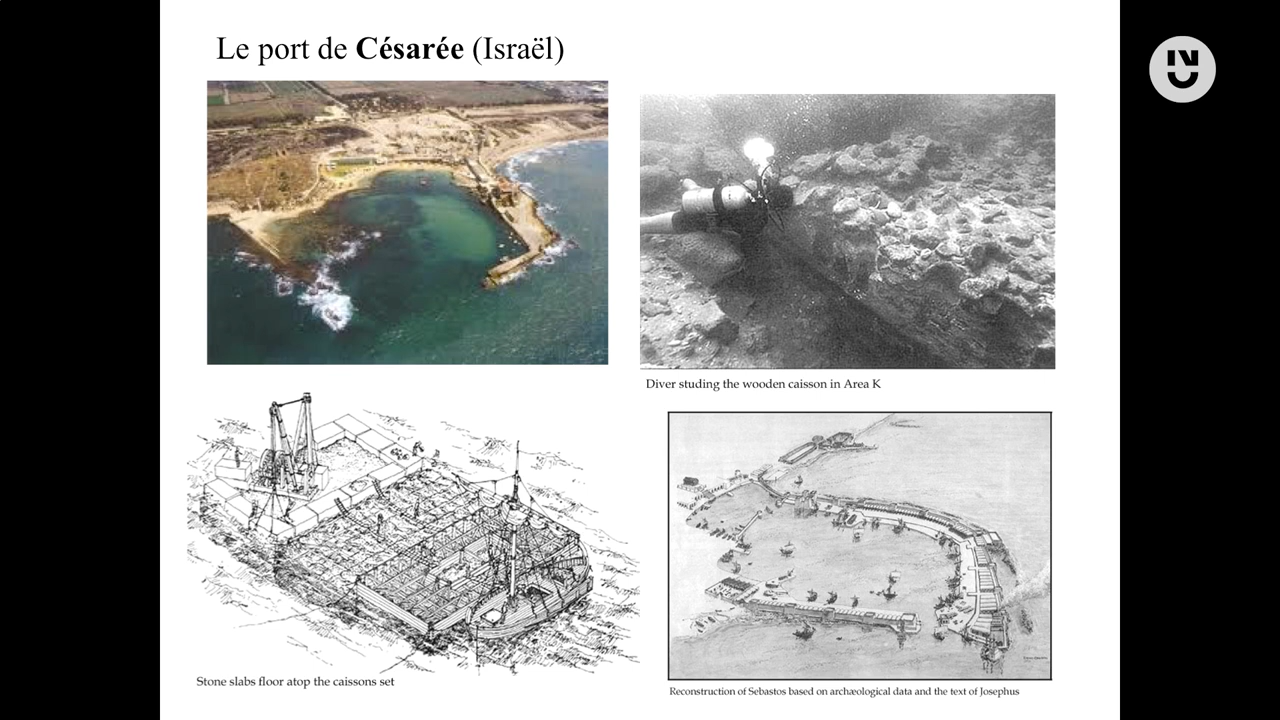 Le port de Césarée (Israël)
Diver studing the wooden caisson in Area K
Stone slabs floor atop the caissons set
Reconstruction of Sebastos based on archæological data and the text of Josephus